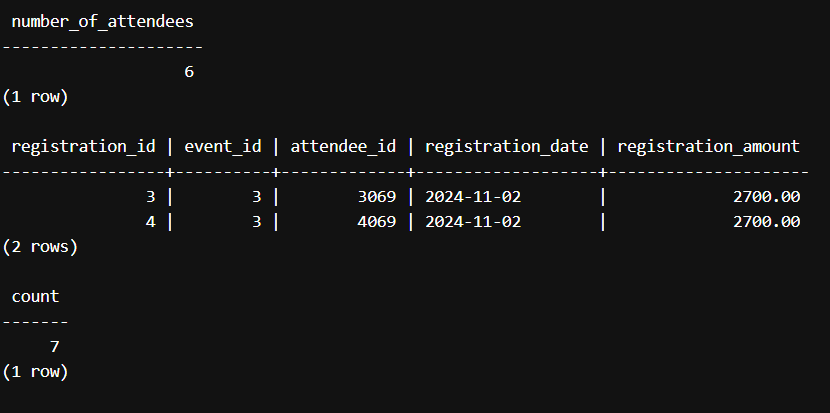 number_of_attendees
---------------------
6
(1 row)
registration_id | event_id | attendee_id | registration_date | registration_amount
-----------------+----------+-------------+-------------------+---------------------
3 | 3 | 3069 | 2024-11-02 | 2700.00
4 | 3 | 4069 | 2024-11-02 | 2700.00
(2 rows)
count
-------
7
(1 row)